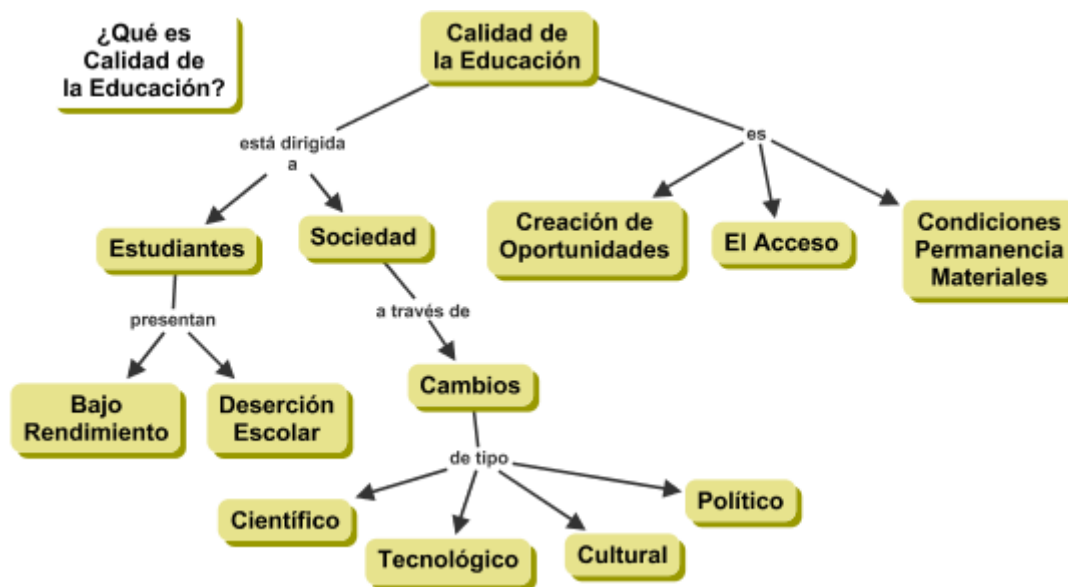 ¿Qué es
Calidad de
la Educación?
Calidad de
la Educación
está dirigida
a
es
Estudiantes
Sociedad
Creación de
Oportunidades
El Acceso
Condiciones
Permanencia
Materiales
presentan
a través de
Bajo
Rendimiento
Deserción
Escolar
Cambios
de tipo
Científico
Tecnológico
Cultural
Político